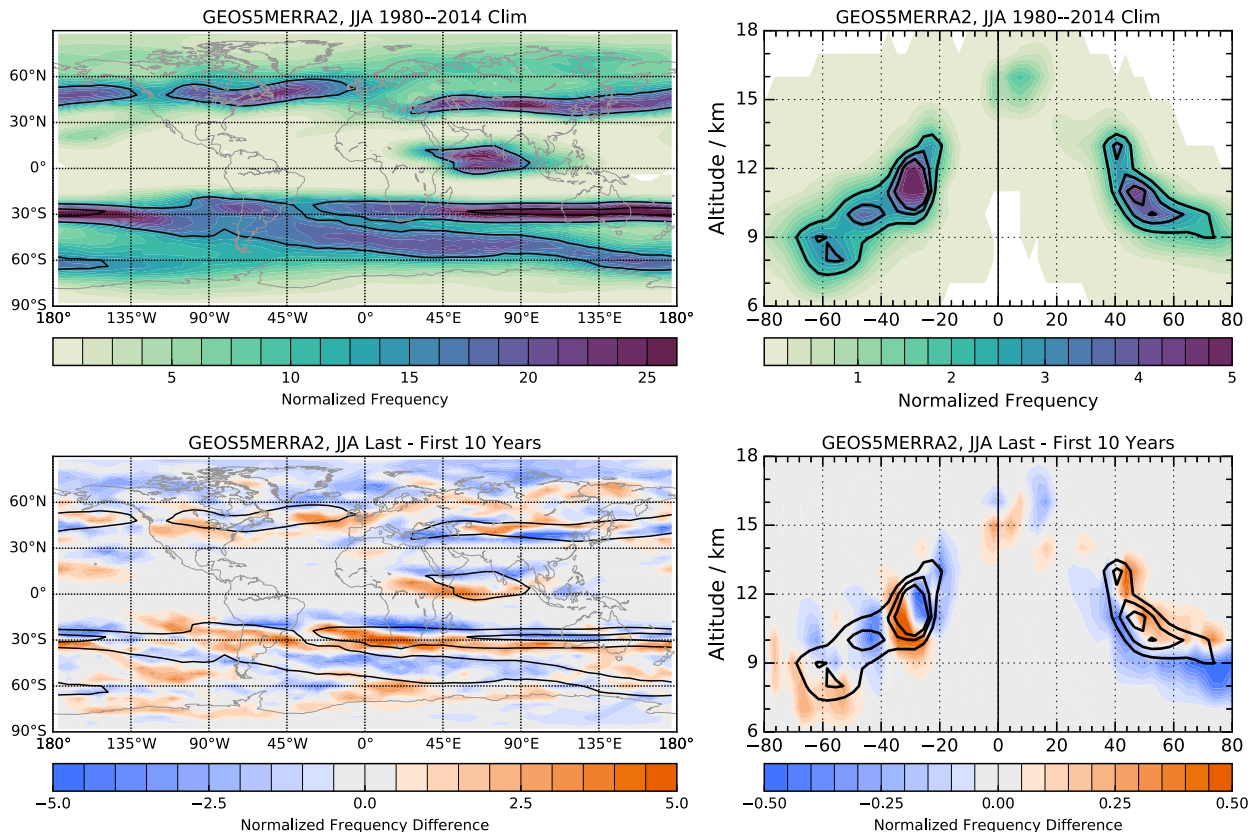 GEOS5MERRA2, JJA 1980--2014 Clim
60°N
30°N
0°
30°S
60°S
90°S
180° 135°W 90°W 45°W 0° 45°E 90°E 135°E 180°
5 10 15 20 25
Normalized Frequency
GEOS5MERRA2, JJA 1980--2014 Clim
Altitude / km
18
15
12
9
6
−80 −60 −40 −20 0 20 40 60 80
1 2 3 4 5
Normalized Frequency
GEOS5MERRA2, JJA Last - First 10 Years
60°N
30°N
0°
30°S
60°S
90°S
180° 135°W 90°W 45°W 0° 45°E 90°E 135°E 180°
−5.0 −2.5 0.0 2.5 5.0
Normalized Frequency Difference
GEOS5MERRA2, JJA Last - First 10 Years
Altitude / km
18
15
12
9
6
−80 −60 −40 −20 0 20 40 60 80
−0.50 −0.25 0.00 0.25 0.50
Normalized Frequency Difference